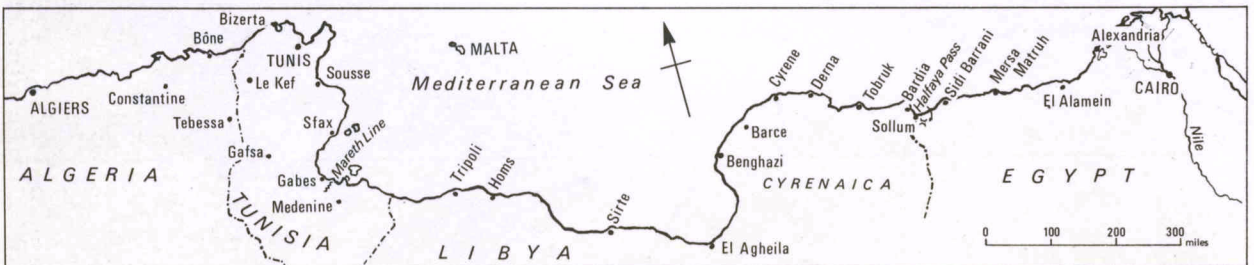 Bizerta
Bône
TUNIS
MALTA
Mediterranean Sea
Le Kef
Sousse
ALGIERS
Constantine
Tebessa
Sfax
Mareth Line
Gafsa
Gabes
ALGERIA
Medenine
TUNISIA
Tripoli
Homs
LIBYA
Sirte
El Agheila
Benghazi
Barce
CYRENAICA
Cyrene
Derna
Tobruk
Bardia
Halfaya Pass
Sollum
Sidi Barrani
Mersa
Matruh
El Alamein
Alexandria
CAIRO
Nile
EGYPT
0 100 200 300 miles